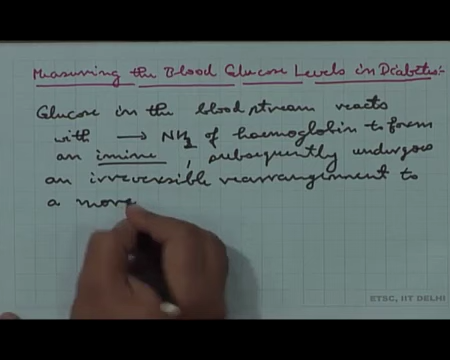 Measuring the Blood Glucose Levels in Diabetes:-
Glucose in the blood stream reacts
with → NH2 of haemoglobin to form
an imine, subsequently undergoes
an irreversible rearrangement to
a more
ETSC, IIT DELHI